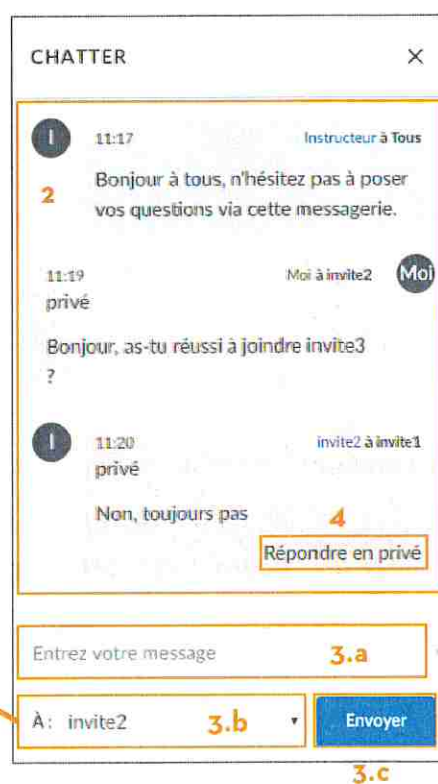 CHATTER ×
I 11:17 Instructeur à Tous
2
Bonjour à tous, n'hésitez pas à poser
vos questions via cette messagerie.
11:19 Moi à invite2 Moi
privé
Bonjour, as-tu réussi à joindre invite3
?
I 11:20 invite2 à invite1
privé
Non, toujours pas
4
Répondre en privé
Entrez votre message 3.a
À : invite2 3.b Envoyer
3.c